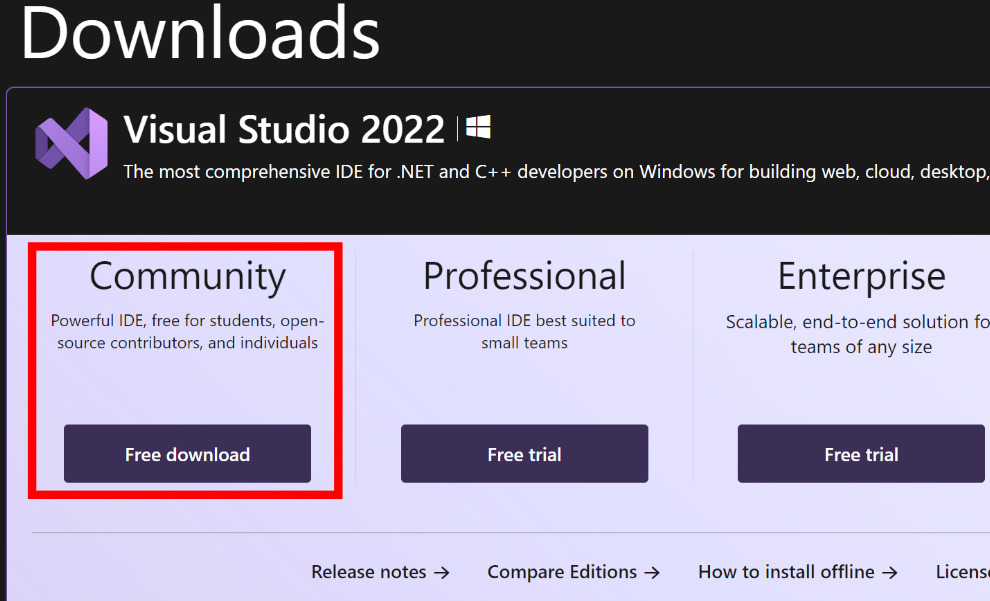 Downloads
Visual Studio 2022
The most comprehensive IDE for .NET and C++ developers on Windows for building web, cloud, desktop,
Community
Powerful IDE, free for students, open-
source contributors, and individuals
Free download
Professional
Professional IDE best suited to
small teams
Free trial
Enterprise
Scalable, end-to-end solution fo
teams of any size
Free trial
Release notes → Compare Editions → How to install offline → Licens